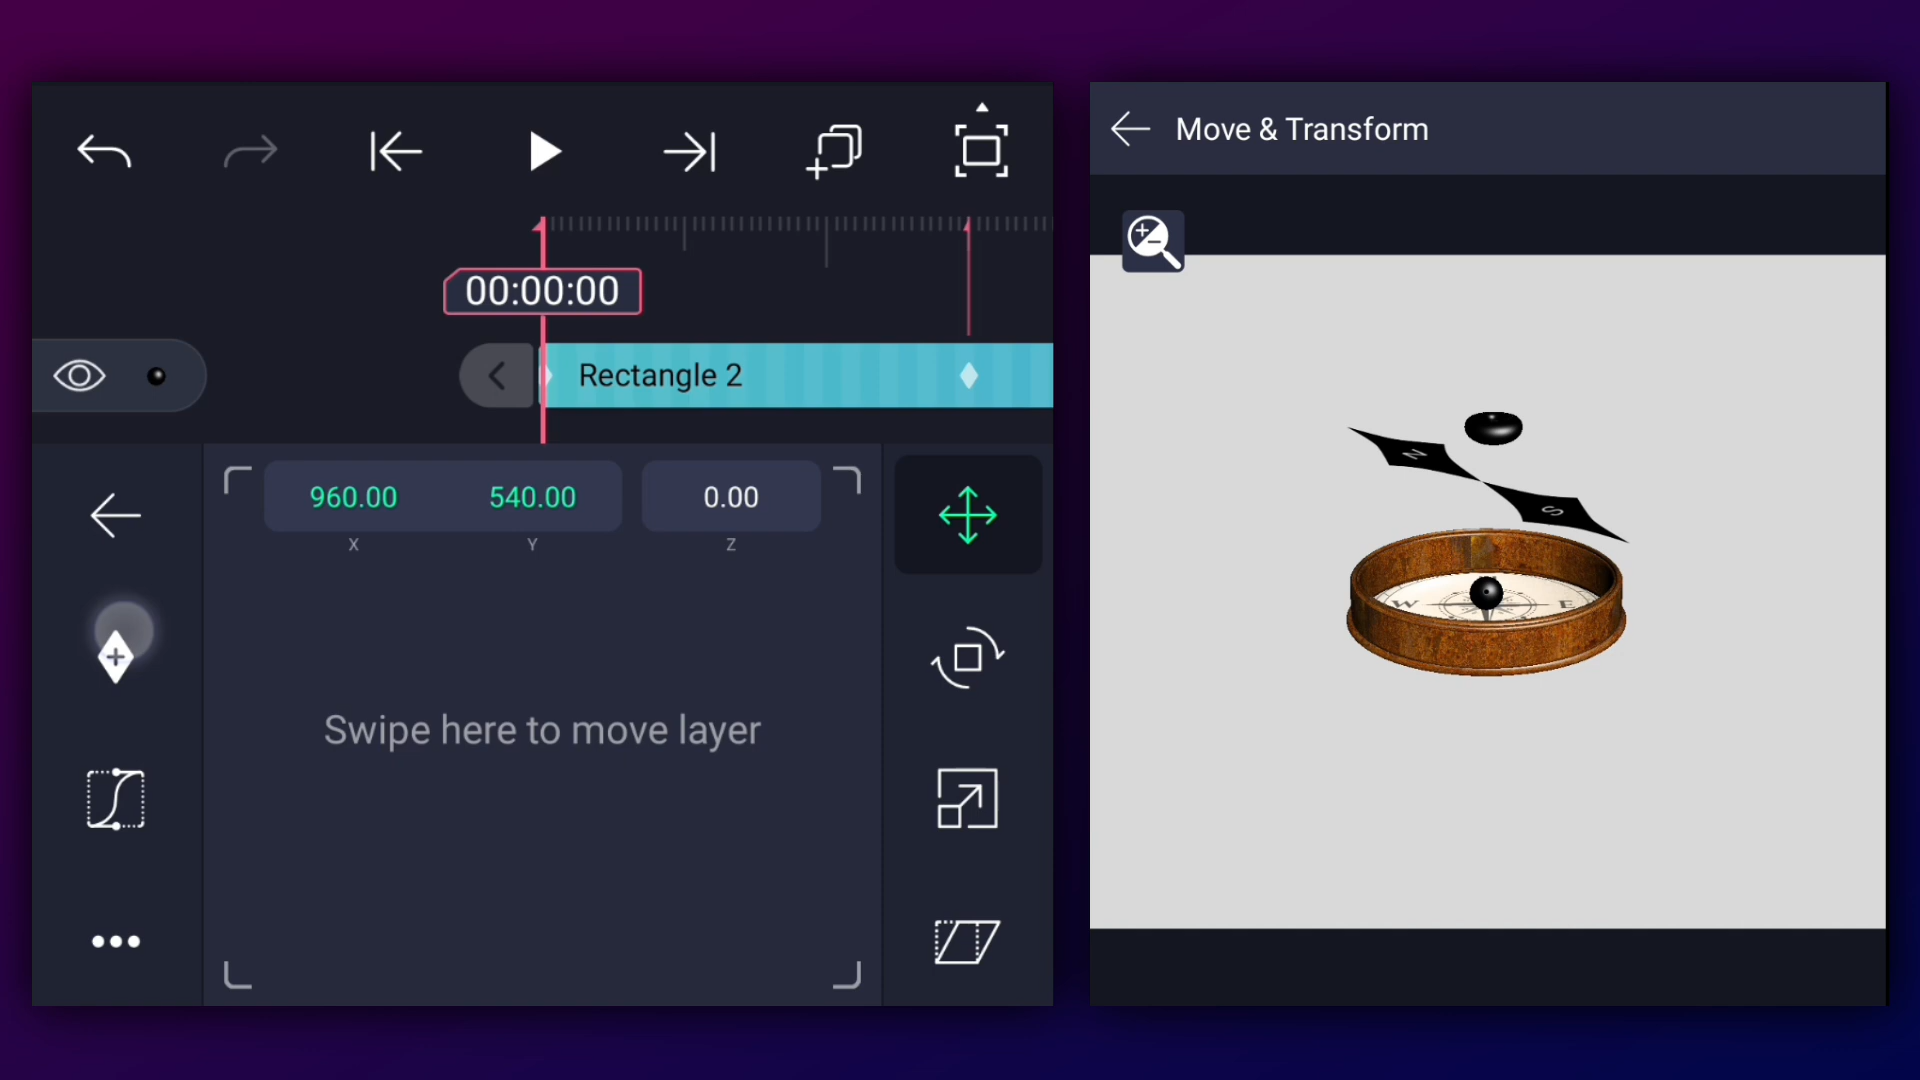 Move & Transform
00:00:00
Rectangle 2
960.00 540.00 0.00
X Y Z
Swipe here to move layer
N
S
W E